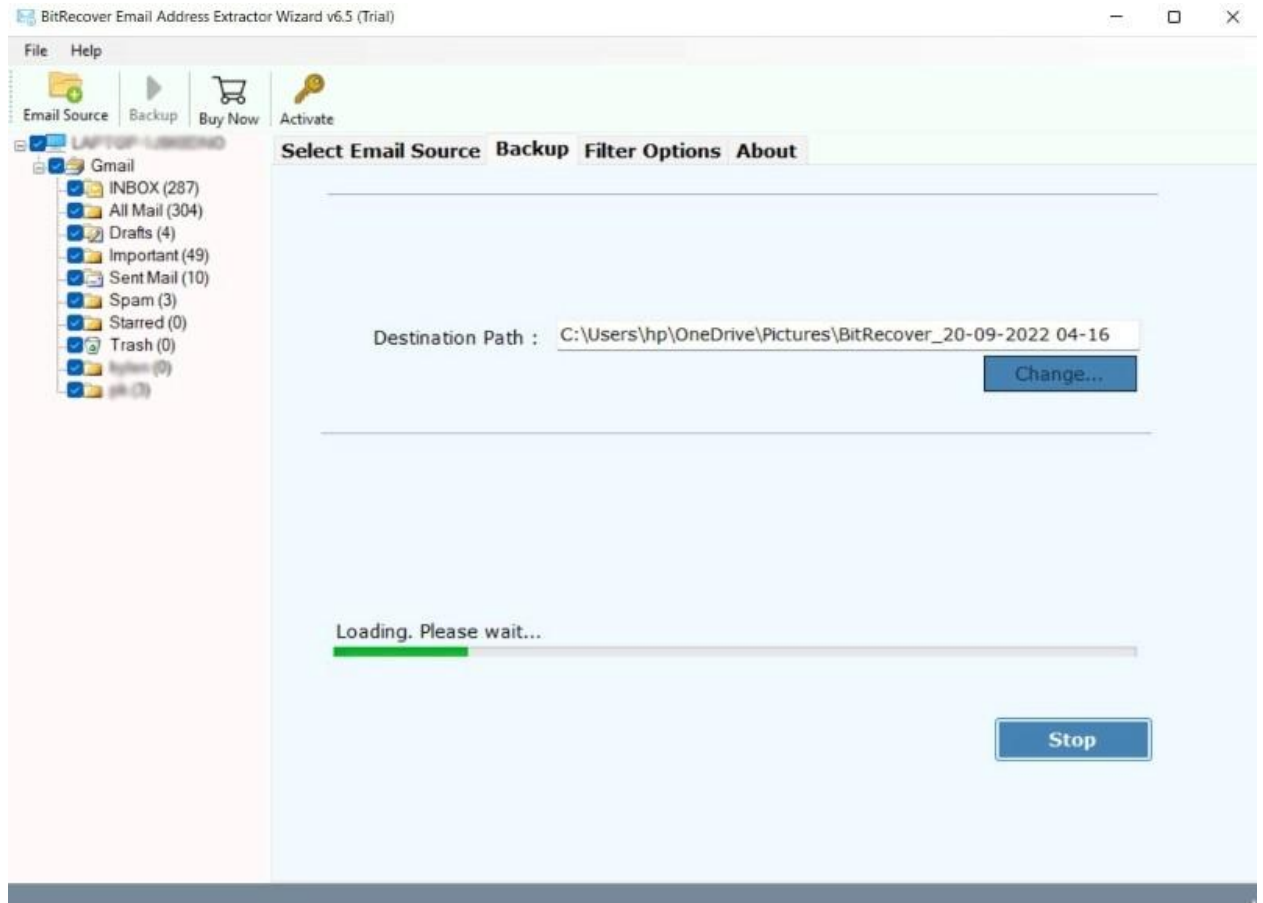 BitRecover Email Address Extractor Wizard v6.5 (Trial)
File Help
Email Source Backup Buy Now Activate
Gmail
INBOX (287)
All Mail (304)
Drafts (4)
Important (49)
Sent Mail (10)
Spam (3)
Starred (0)
Trash (0)
(0)
(3)
Select Email Source Backup Filter Options About
Destination Path : C:\Users\hp\OneDrive\Pictures\BitRecover_20-09-2022 04-16
Change...
Loading. Please wait...
Stop